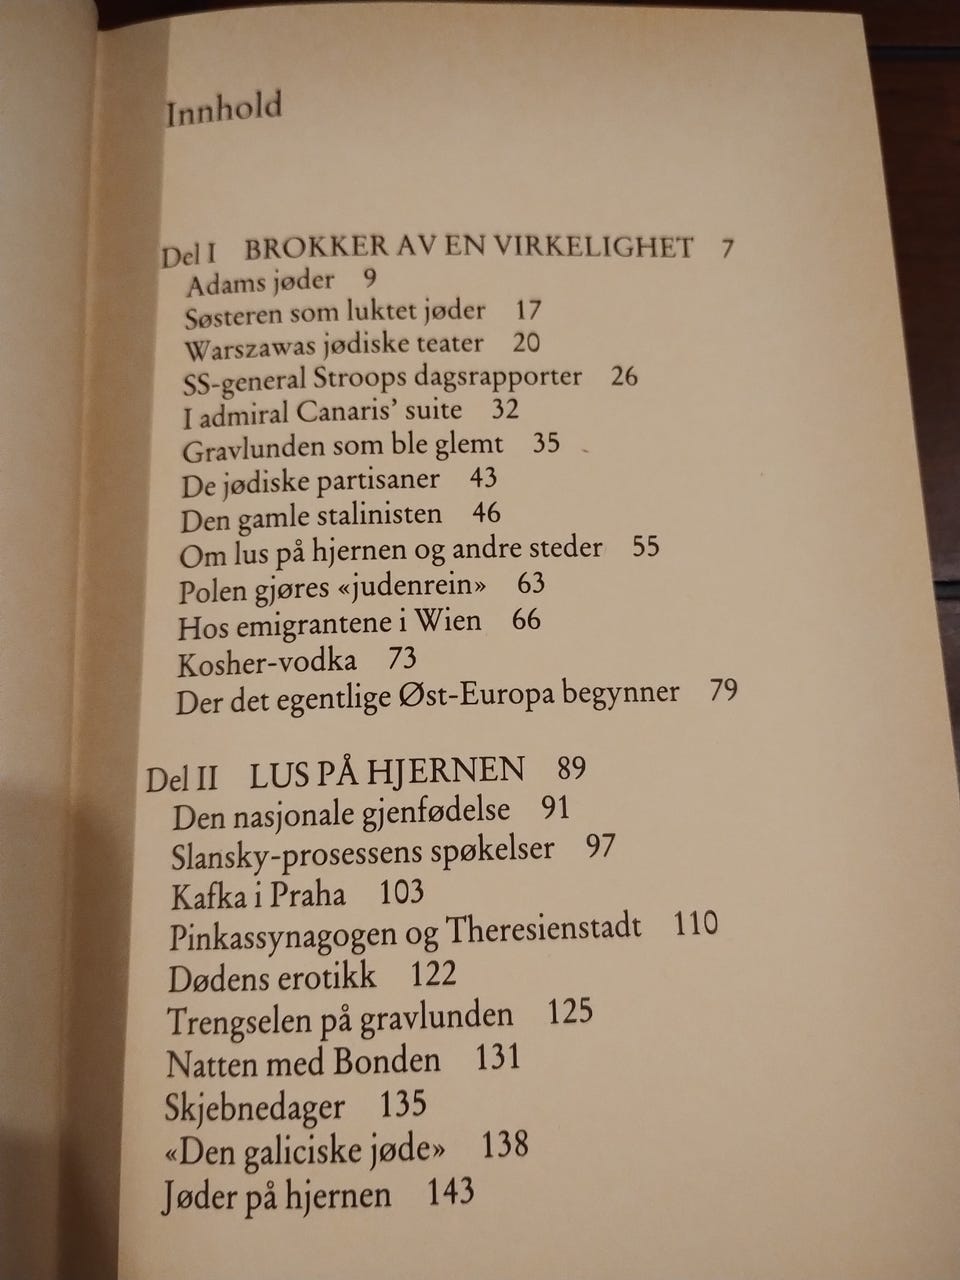 Innhold
Del I BROKKER AV EN VIRKELIGHET 7
Adams jøder 9
Søsteren som luktet jøder 17
Warszawas jødiske teater 20
SS-general Stroops dagsrapporter 26
I admiral Canaris’ suite 32
Gravlunden som ble glemt 35
De jødiske partisaner 43
Den gamle stalinisten 46
Om lus på hjernen og andre steder 55
Polen gjøres «judenrein» 63
Hos emigrantene i Wien 66
Kosher-vodka 73
Der det egentlige Øst-Europa begynner 79
Del II LUS PÅ HJERNEN 89
Den nasjonale gjenfødelse 91
Slansky-prosessens spøkelser 97
Kafka i Praha 103
Pinkassynagogen og Theresienstadt 110
Dødens erotikk 122
Trengselen på gravlunden 125
Natten med Bonden 131
Skjebnedager 135
«Den galiciske jøde» 138
Jøder på hjernen 143